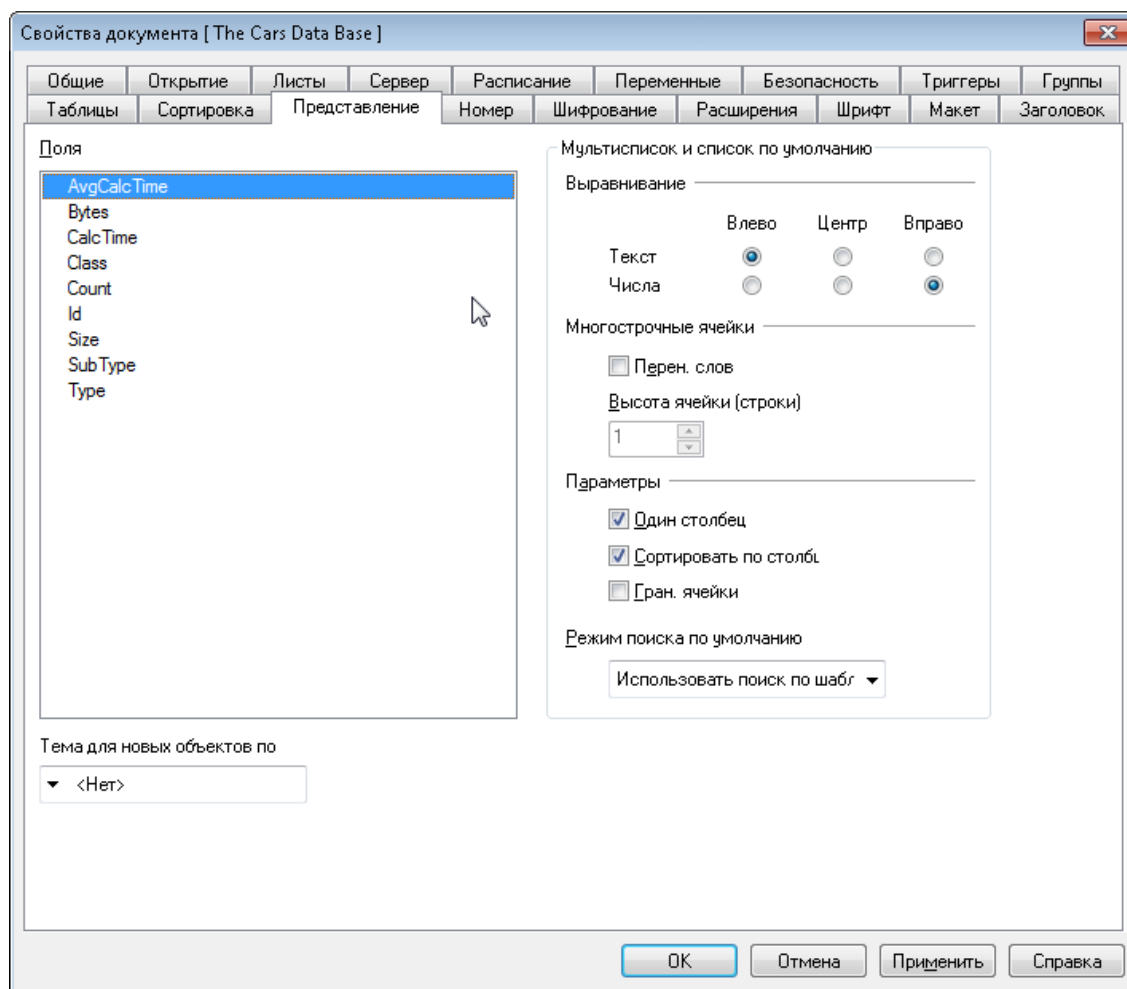 Свойства документа [ The Cars Data Base ]
Общие Открытие Листы Сервер Расписание Переменные Безопасность Триггеры Группы
Таблицы Сортировка Представление Номер Шифрование Расширения Шрифт Макет Заголовок
Поля
AvgCalcTime
Bytes
CalcTime
Class
Count
Id
Size
SubType
Type
Тема для новых объектов по
<Нет>
Мультисписок и список по умолчанию
Выравнивание
Влево Центр Вправо
Текст
Числа
Многострочные ячейки
Перен. слов
Высота ячейки (строки)
1
Параметры
Один столбец
Сортировать по столбц
Гран. ячейки
Режим поиска по умолчанию
Использовать поиск по шабл
OK Отмена Применить Справка